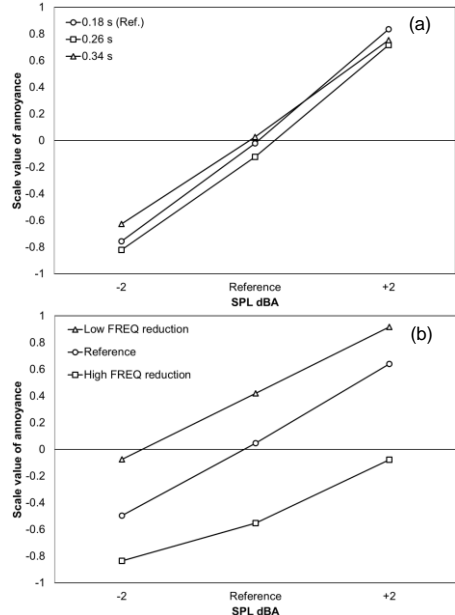 (a)
0.18 s (Ref.)
0.26 s
0.34 s
Scale value of annoyance
1
0.8
0.6
0.4
0.2
0
-0.2
-0.4
-0.6
-0.8
-1
-2 Reference +2
SPL dBA
(b)
Low FREQ reduction
Reference
High FREQ reduction
Scale value of annoyance
1
0.8
0.6
0.4
0.2
0
-0.2
-0.4
-0.6
-0.8
-1
-2 Reference +2
SPL dBA